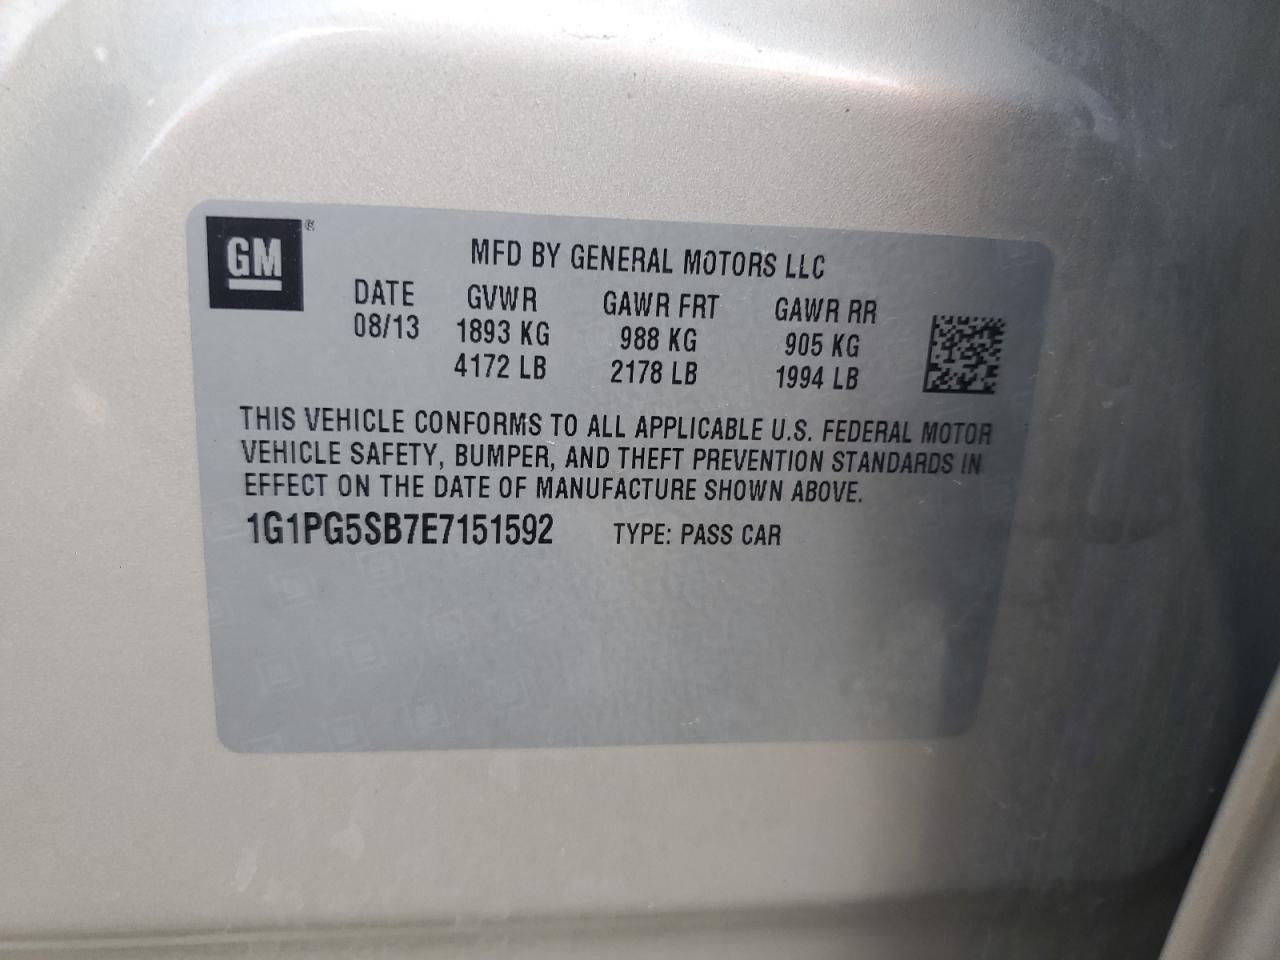 GM®
MFD BY GENERAL MOTORS LLC
DATE GVWR GAWR FRT GAWR RR
08/13 1893 KG 988 KG 905 KG
4172 LB 2178 LB 1994 LB
THIS VEHICLE CONFORMS TO ALL APPLICABLE U.S. FEDERAL MOTOR
VEHICLE SAFETY, BUMPER, AND THEFT PREVENTION STANDARDS IN
EFFECT ON THE DATE OF MANUFACTURE SHOWN ABOVE.
1G1PG5SB7E7151592 TYPE: PASS CAR